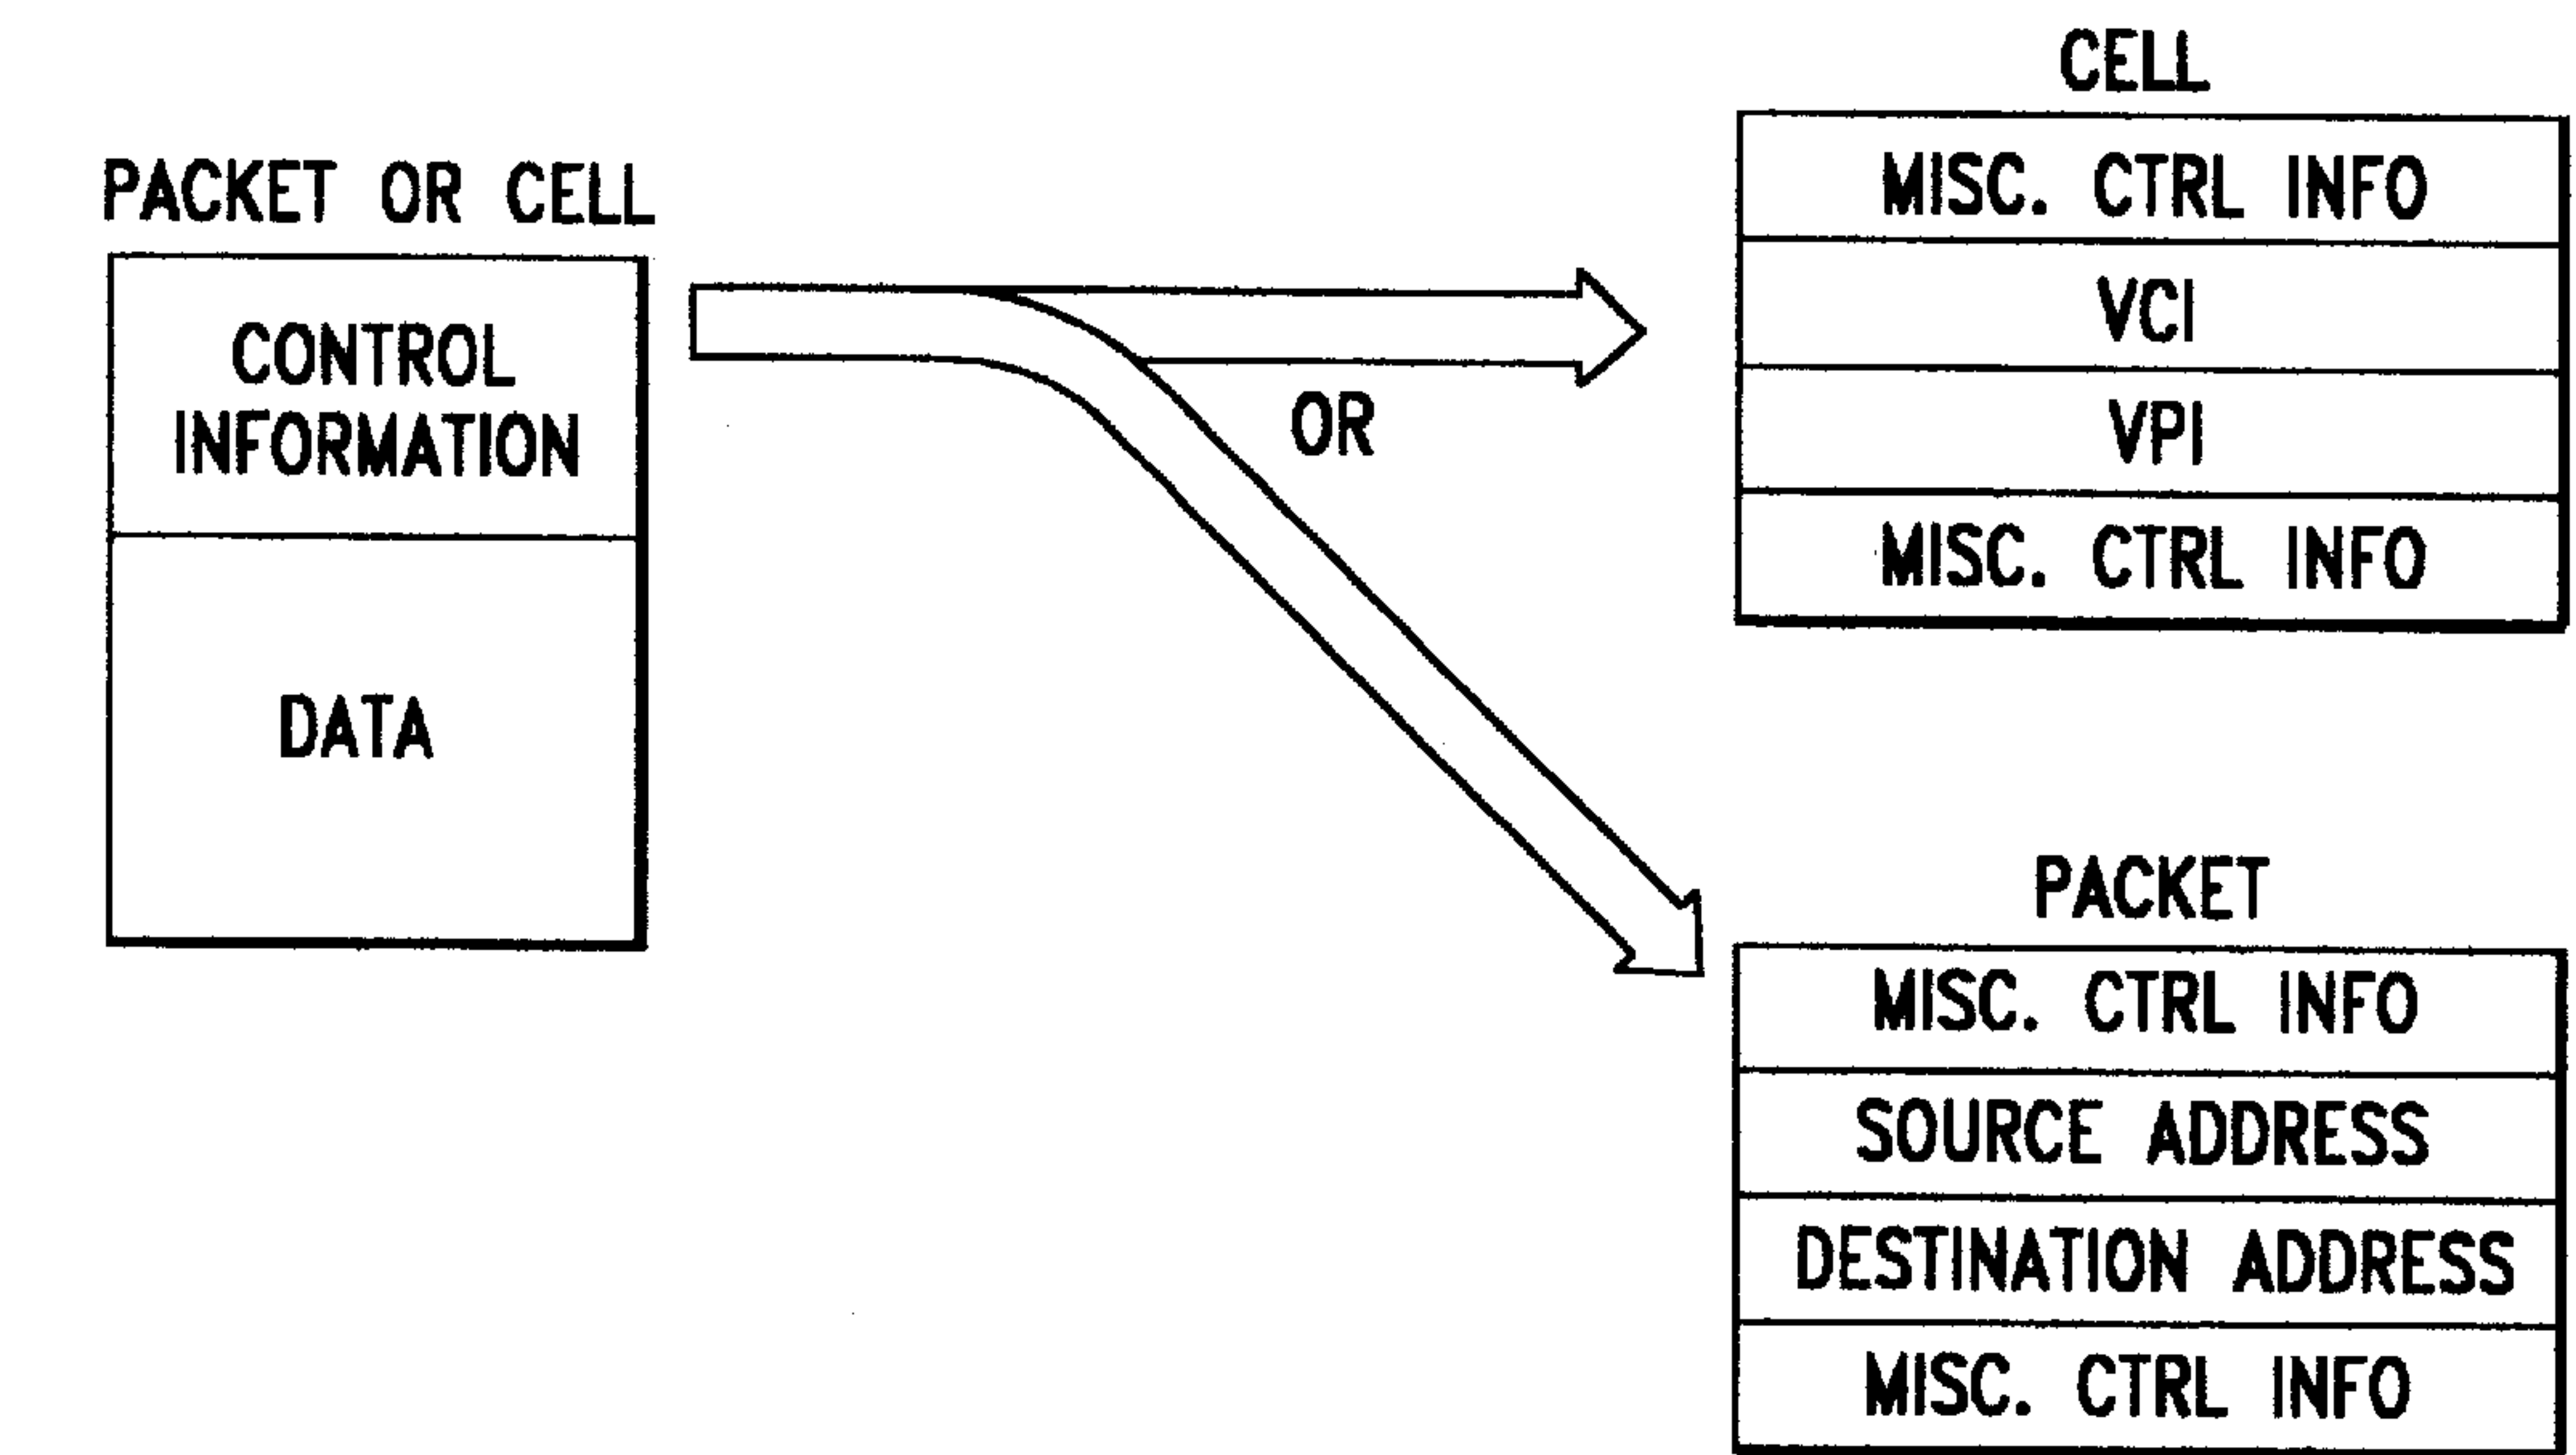 PACKET OR CELL
CONTROL
INFORMATION
DATA
OR
CELL
MISC. CTRL INFO
VCI
VPI
MISC. CTRL INFO
PACKET
MISC. CTRL INFO
SOURCE ADDRESS
DESTINATION ADDRESS
MISC. CTRL INFO